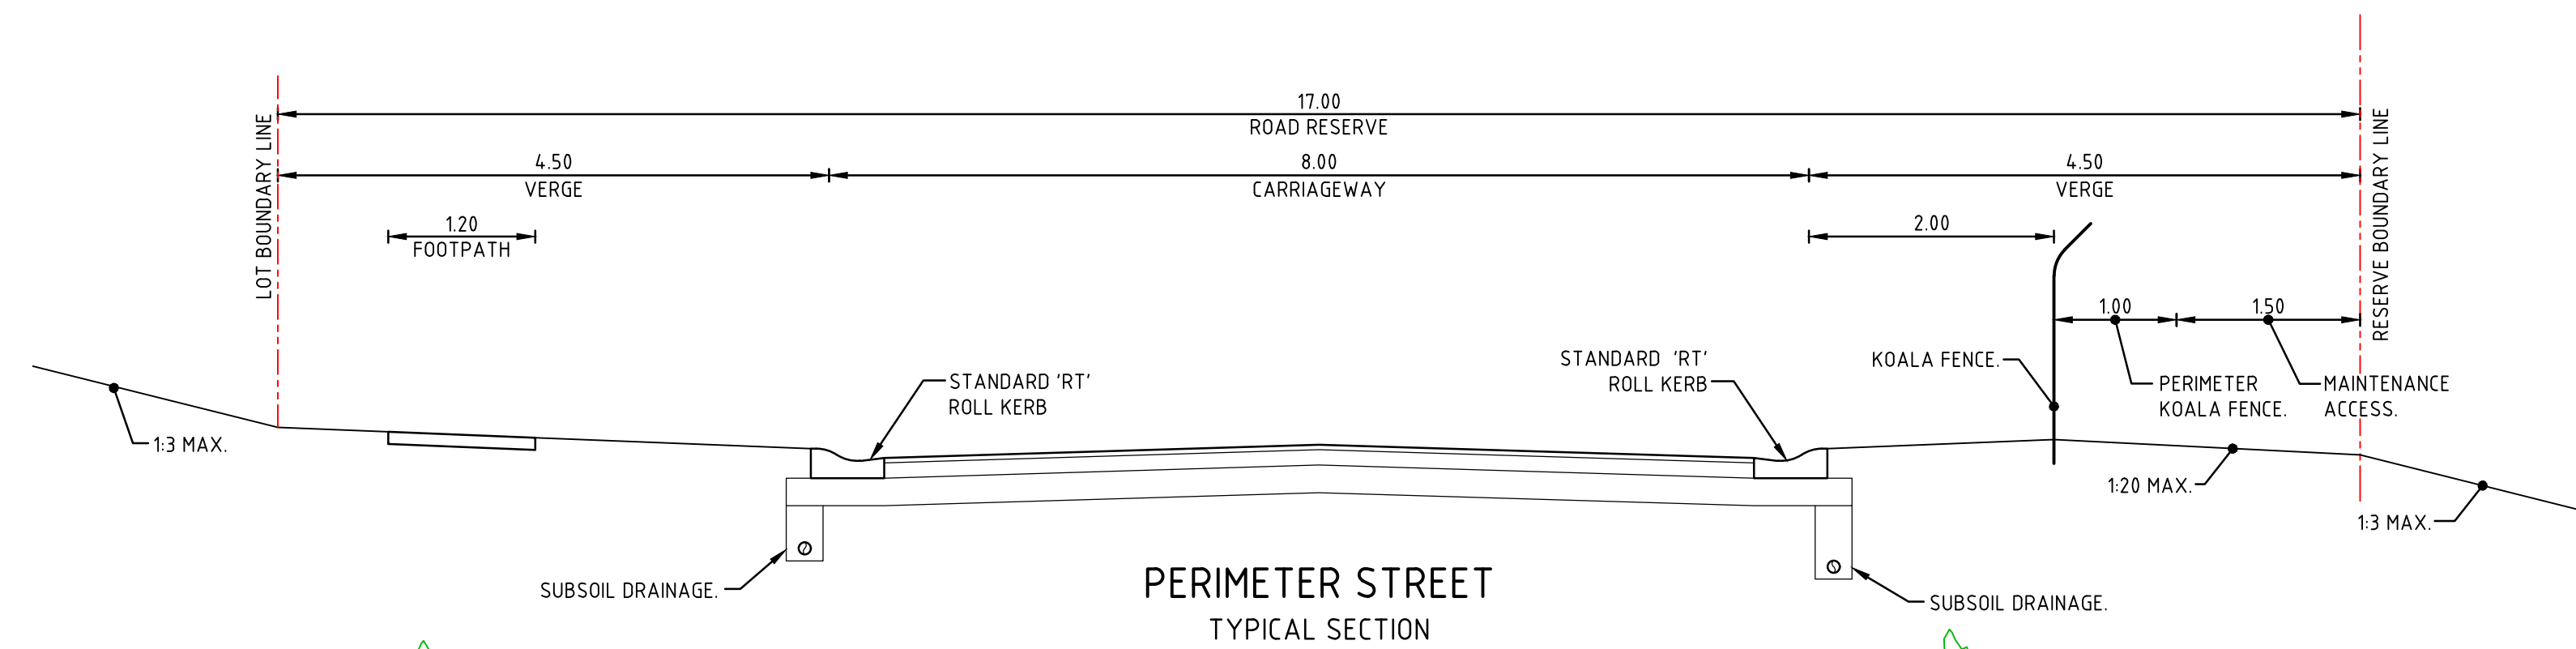 17.00
ROAD RESERVE
LOT BOUNDARY LINE
RESERVE BOUNDARY LINE
4.50
VERGE
8.00
CARRIAGEWAY
4.50
VERGE
1.20
FOOTPATH
2.00
1.00
1.50
STANDARD 'RT'
ROLL KERB
STANDARD 'RT'
ROLL KERB
KOALA FENCE.
PERIMETER
KOALA FENCE.
MAINTENANCE
ACCESS.
1:3 MAX.
1:20 MAX.
1:3 MAX.
SUBSOIL DRAINAGE.
PERIMETER STREET
TYPICAL SECTION
SUBSOIL DRAINAGE.